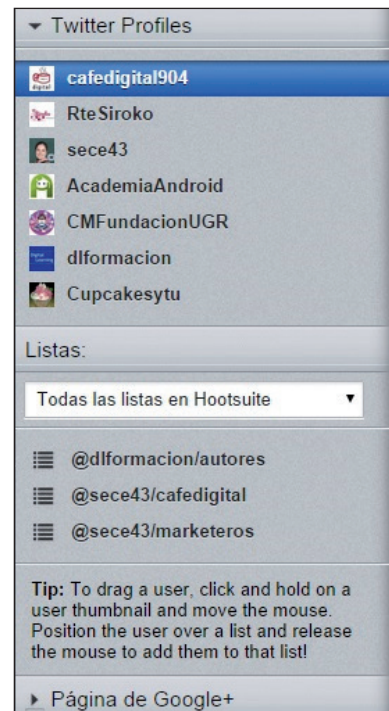 Twitter Profiles
cafedigital904
RteSiroko
sece43
AcademiaAndroid
CMFundacionUGR
dlformacion
Cupcakesytu
Listas:
Todas las listas en Hootsuite
@dlformacion/autores
@sece43/cafedigital
@sece43/marketeros
Tip: To drag a user, click and hold on a
user thumbnail and move the mouse.
Position the user over a list and release
the mouse to add them to that list!
Página de Google+